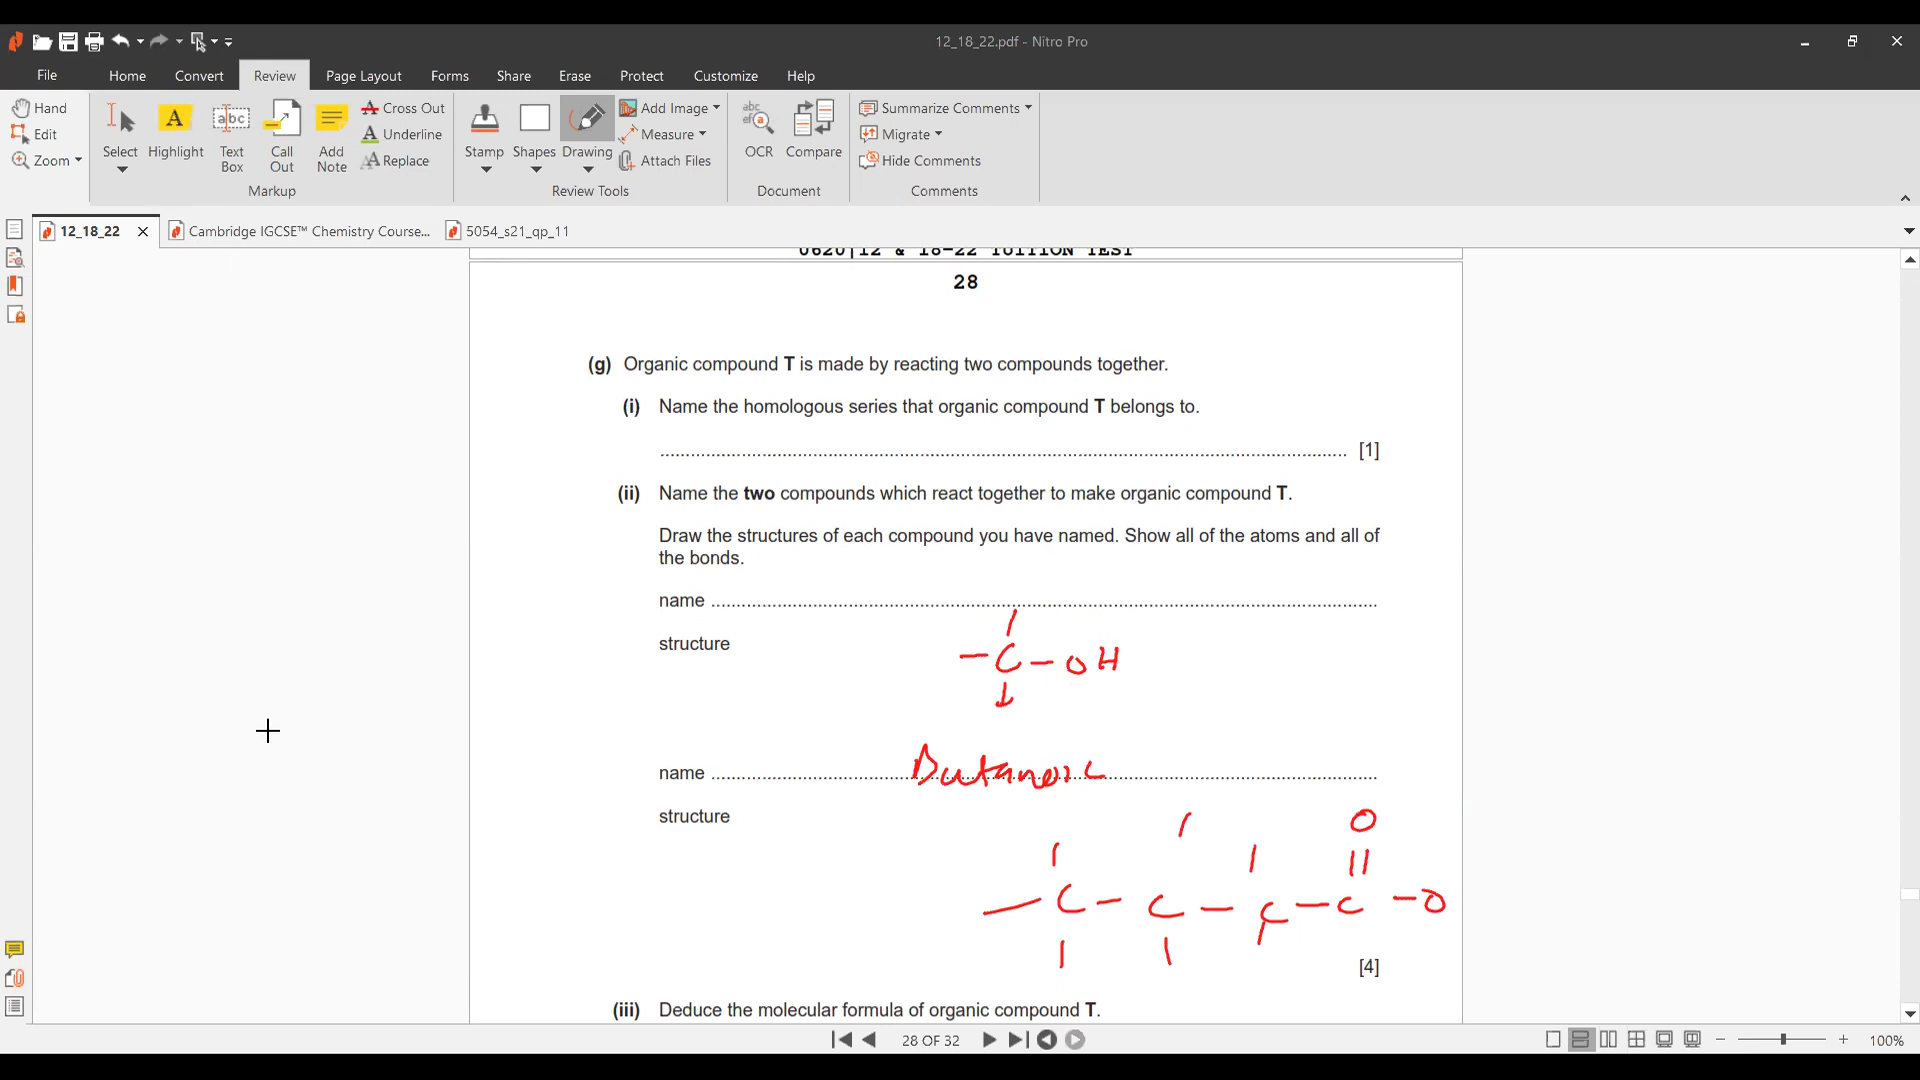 12_18_22.pdf - Nitro Pro
File Home Convert Review Page Layout Forms Share Erase Protect Customize Help
Hand
Edit
Zoom
Select
Highlight
Text Box
Call Out
Add Note
Cross Out
Underline
Replace
Markup
Stamp
Shapes
Drawing
Add Image
Measure
Attach Files
Review Tools
OCR
Compare
Document
Summarize Comments
Migrate
Hide Comments
Comments
12_18_22 Cambridge IGCSE™ Chemistry Course... 5054_s21_qp_11
0620|12 & 18-22 TUITION TEST
28
(g) Organic compound T is made by reacting two compounds together.
(i) Name the homologous series that organic compound T belongs to.
[1]
(ii) Name the two compounds which react together to make organic compound T.
Draw the structures of each compound you have named. Show all of the atoms and all of
the bonds.
name
structure
C - OH
name Butanoic
structure
O
C - C - C - C - O
[4]
(iii) Deduce the molecular formula of organic compound T.
28 OF 32
100%